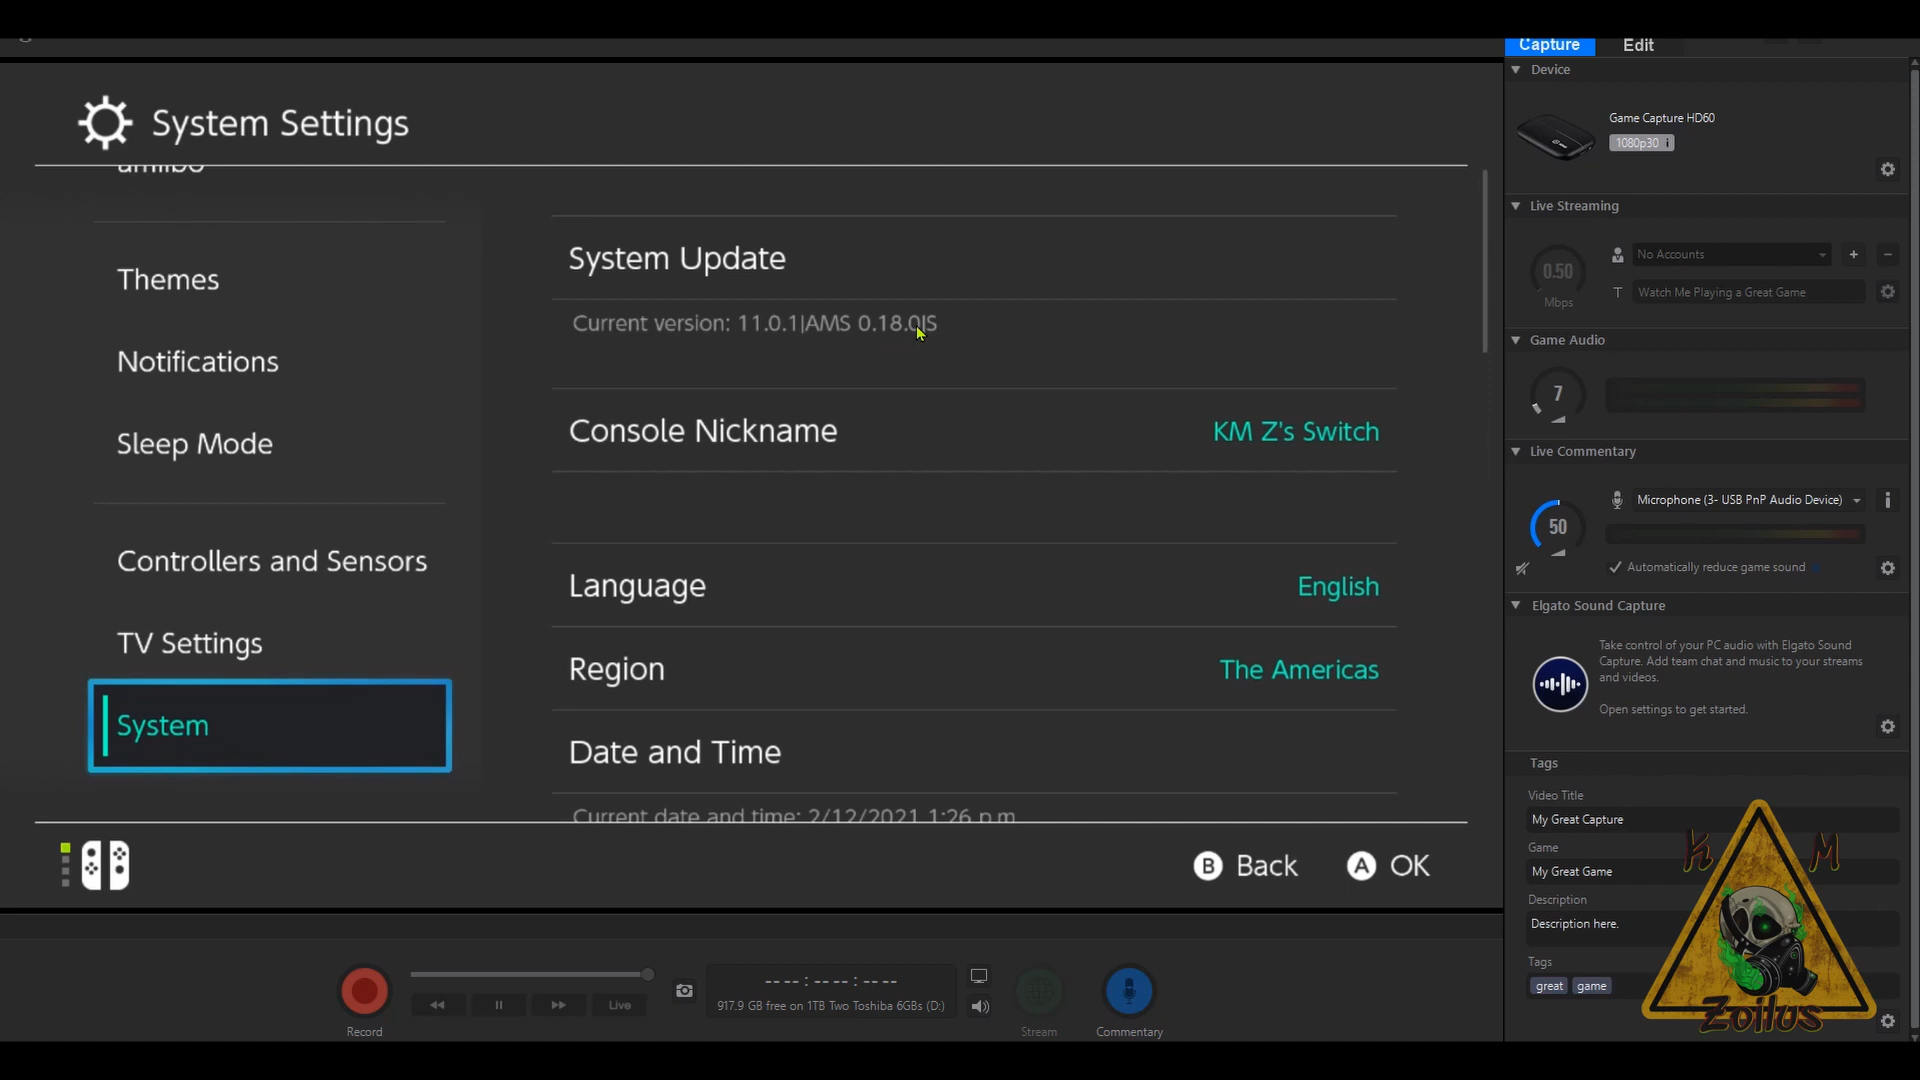 Capture Edit
Device
System Settings
Game Capture HD60
1080p30 i
amiibo
Live Streaming
System Update
No Accounts
0.50
Mbps
Themes
T Watch Me Playing a Great Game
Current version: 11.0.1|AMS 0.18.0|S
Game Audio
Notifications
7
Console Nickname KM Z's Switch
Sleep Mode
Live Commentary
Microphone (3- USB PnP Audio Device)
50
Controllers and Sensors
Automatically reduce game sound
Language English
Elgato Sound Capture
TV Settings
Take control of your PC audio with Elgato Sound
Capture. Add team chat and music to your streams
and videos.
Open settings to get started.
Region The Americas
System
Date and Time
Tags
Video Title
My Great Capture
Current date and time: 2/12/2021 1:26 p.m
Game
My Great Game
B Back A OK
Description
Description here.
Tags
great game
K M
Zoilus
-- -- : -- -- : -- --
Live
917.9 GB free on 1TB Two Toshiba 6GBs (D:)
Record
Stream
Commentary